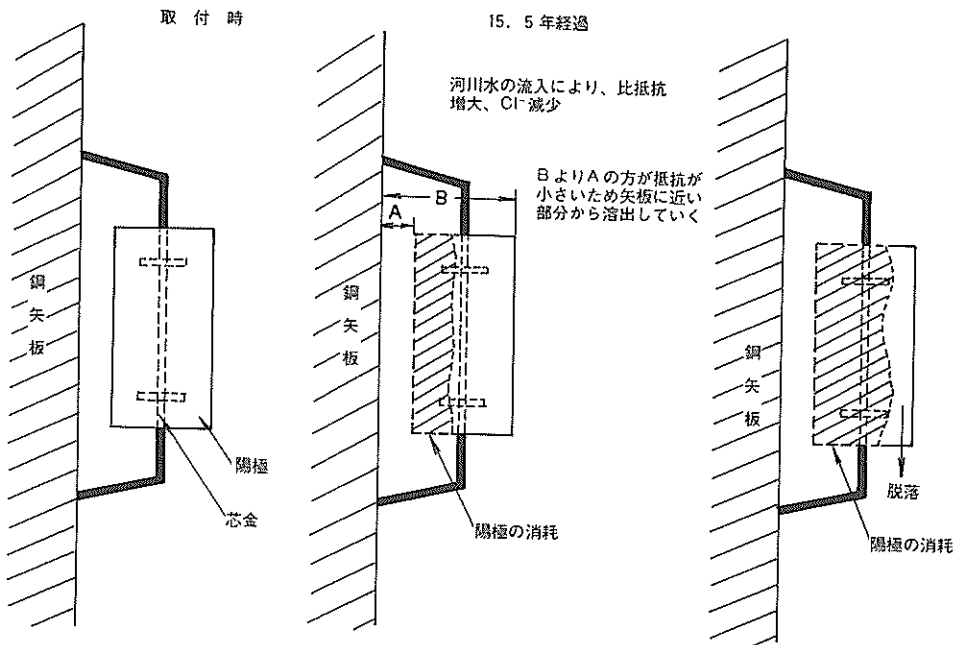 取付時
15.5年経過
河川水の流入により、比抵抗
増大、Cl⁻減少
BよりAの方が抵抗が
小さいため矢板に近い
部分から溶出していく
鋼矢板
陽極
芯金
B
A
鋼矢板
陽極の消耗
鋼矢板
脱落
陽極の消耗